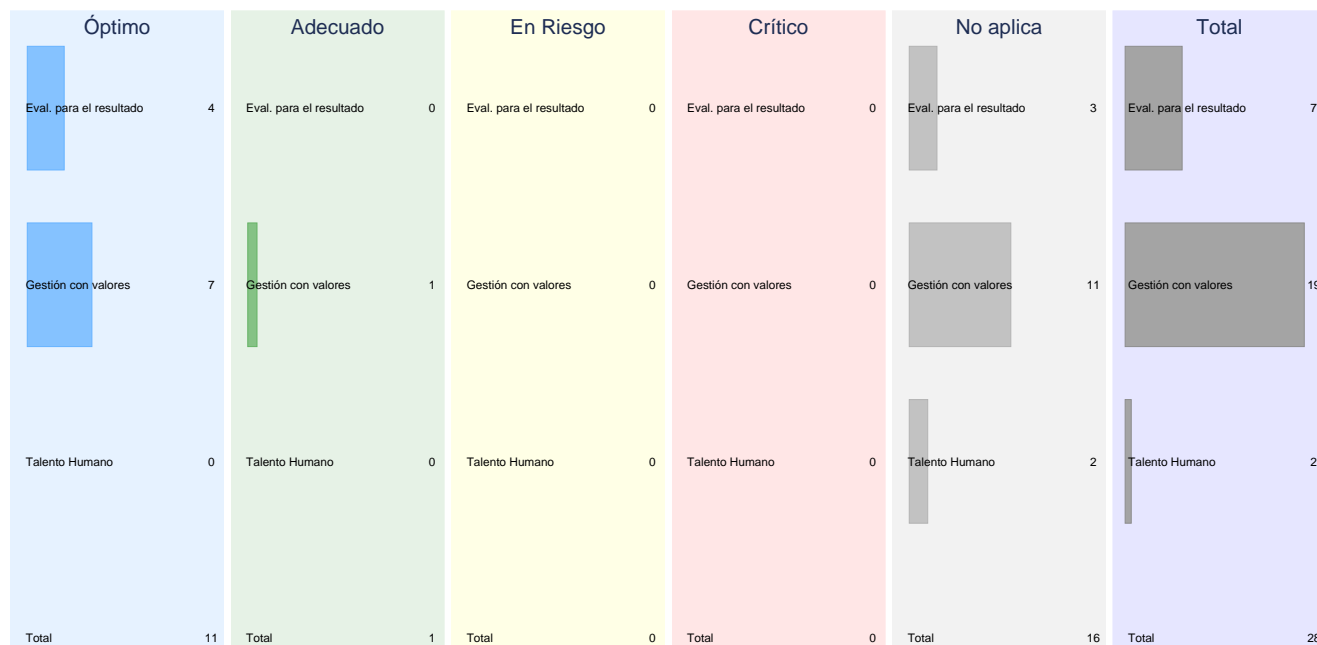 Óptimo Adecuado En Riesgo Crítico No aplica Total
Eval. para el resultado 4 Eval. para el resultado 0 Eval. para el resultado 0 Eval. para el resultado 0 Eval. para el resultado 3 Eval. para el resultado 7
Gestión con valores 7 Gestión con valores 1 Gestión con valores 0 Gestión con valores 0 Gestión con valores 11 Gestión con valores 19
Talento Humano 0 Talento Humano 0 Talento Humano 0 Talento Humano 0 Talento Humano 2 Talento Humano 2
Total 11 Total 1 Total 0 Total 0 Total 16 Total 28